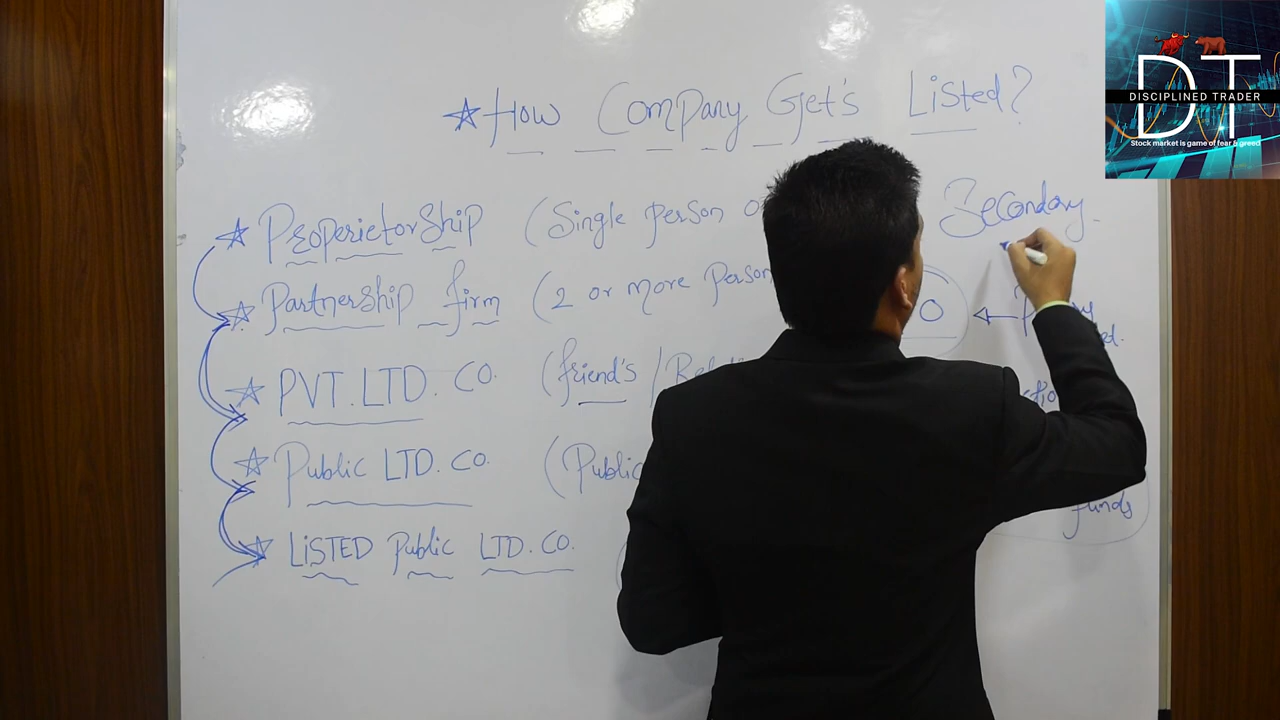 ★ How Company Get's Listed?
DT
DISCIPLINED TRADER
Stock market is game of fear & greed
★ Properietorship (Single person
Secondary
★ Partnership firm (2 or more Person
O ←
★ PVT. LTD. CO. (friend's /
★ Public LTD. CO. (Public
funds
★ LiSTED Public LTD. CO.